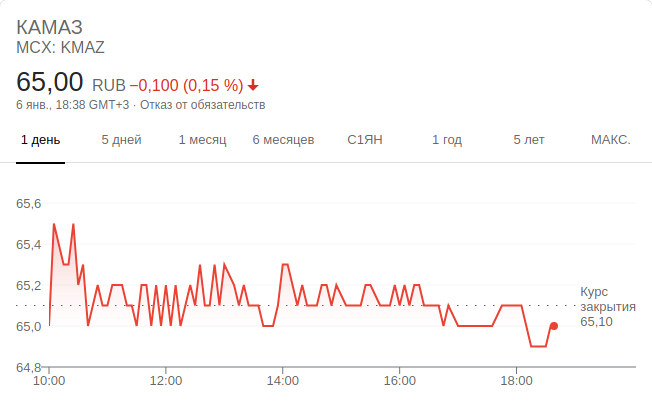 КАМАЗ
MCX: KMAZ
65,00 RUB −0,100 (0,15 %)
6 янв., 18:38 GMT+3 · Отказ от обязательств
1 день 5 дней 1 месяц 6 месяцев С1ЯН 1 год 5 лет МАКС.
65,6
65,4
65,2
65,0
64,8
Курс
закрытия
65,10
10:00 12:00 14:00 16:00 18:00